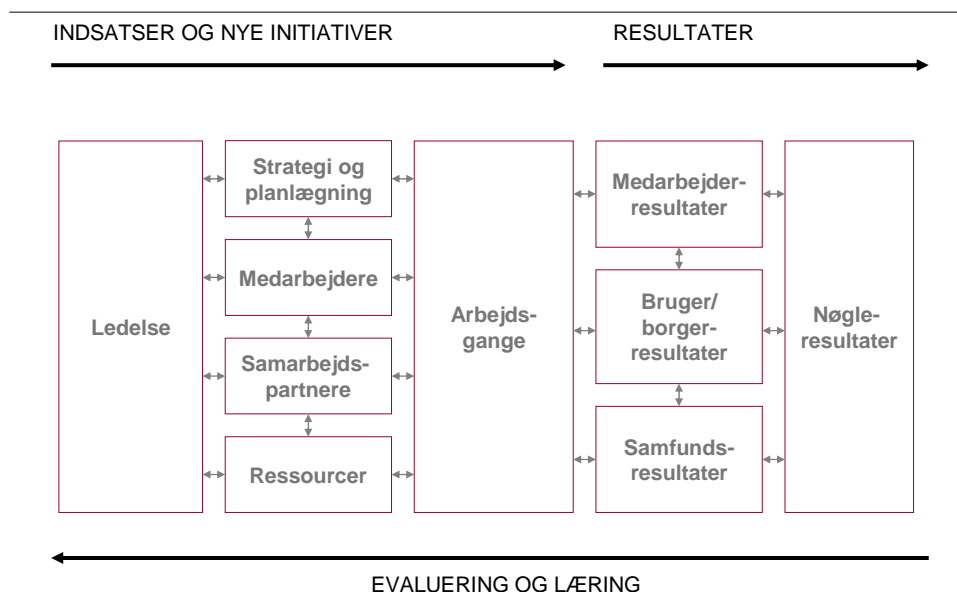 INDSATSER OG NYE INITIATIVER
RESULTATER
Ledelse
Strategi og
planlægning
Medarbejdere
Samarbejds-
partnere
Ressourcer
Arbejds-
gange
Medarbejder-
resultater
Bruger/
borger-
resultater
Samfunds-
resultater
Nøgle-
resultater
EVALUERING OG LÆRING